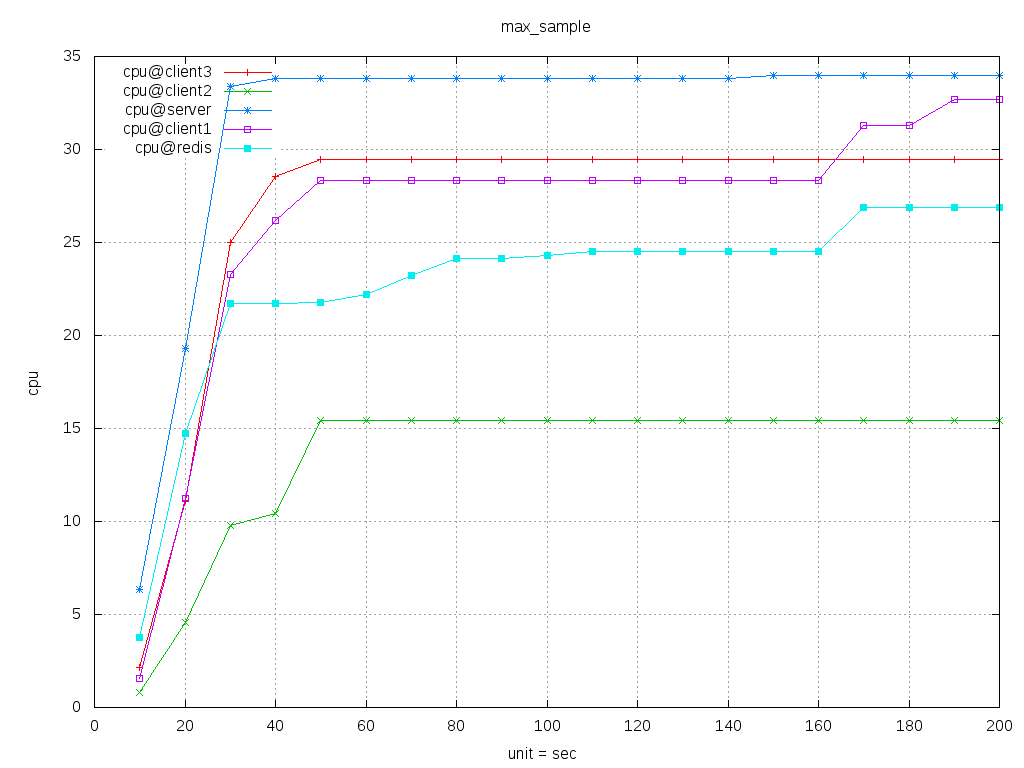 max_sample
35
30
25
20
15
10
5
0
cpu
cpu@client3
cpu@client2
cpu@server
cpu@client1
cpu@redis
0 20 40 60 80 100 120 140 160 180 200
unit = sec